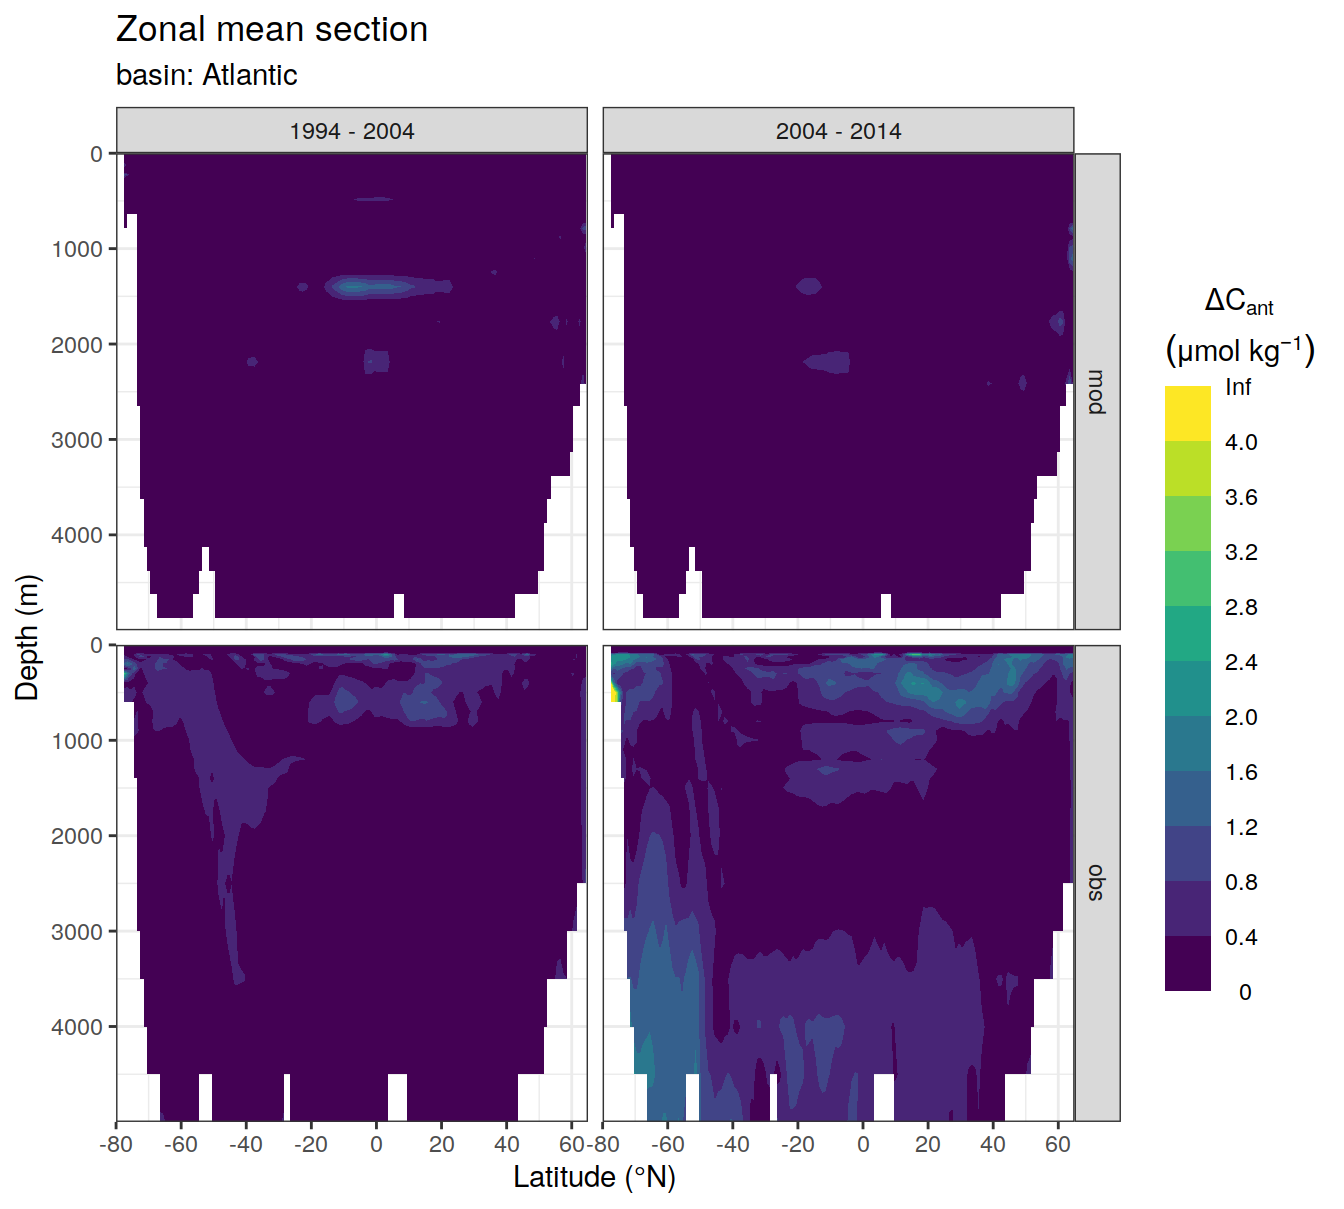 Zonal mean section
basin: Atlantic
1994 - 2004
2004 - 2014
0
1000
2000
3000
4000
mod
0
1000
2000
3000
4000
obs
Depth (m)
-80 -60 -40 -20 0 20 40 60
-80 -60 -40 -20 0 20 40 60
Latitude (°N)
ΔCant
(μmol kg⁻¹)
Inf
4.0
3.6
3.2
2.8
2.4
2.0
1.6
1.2
0.8
0.4
0